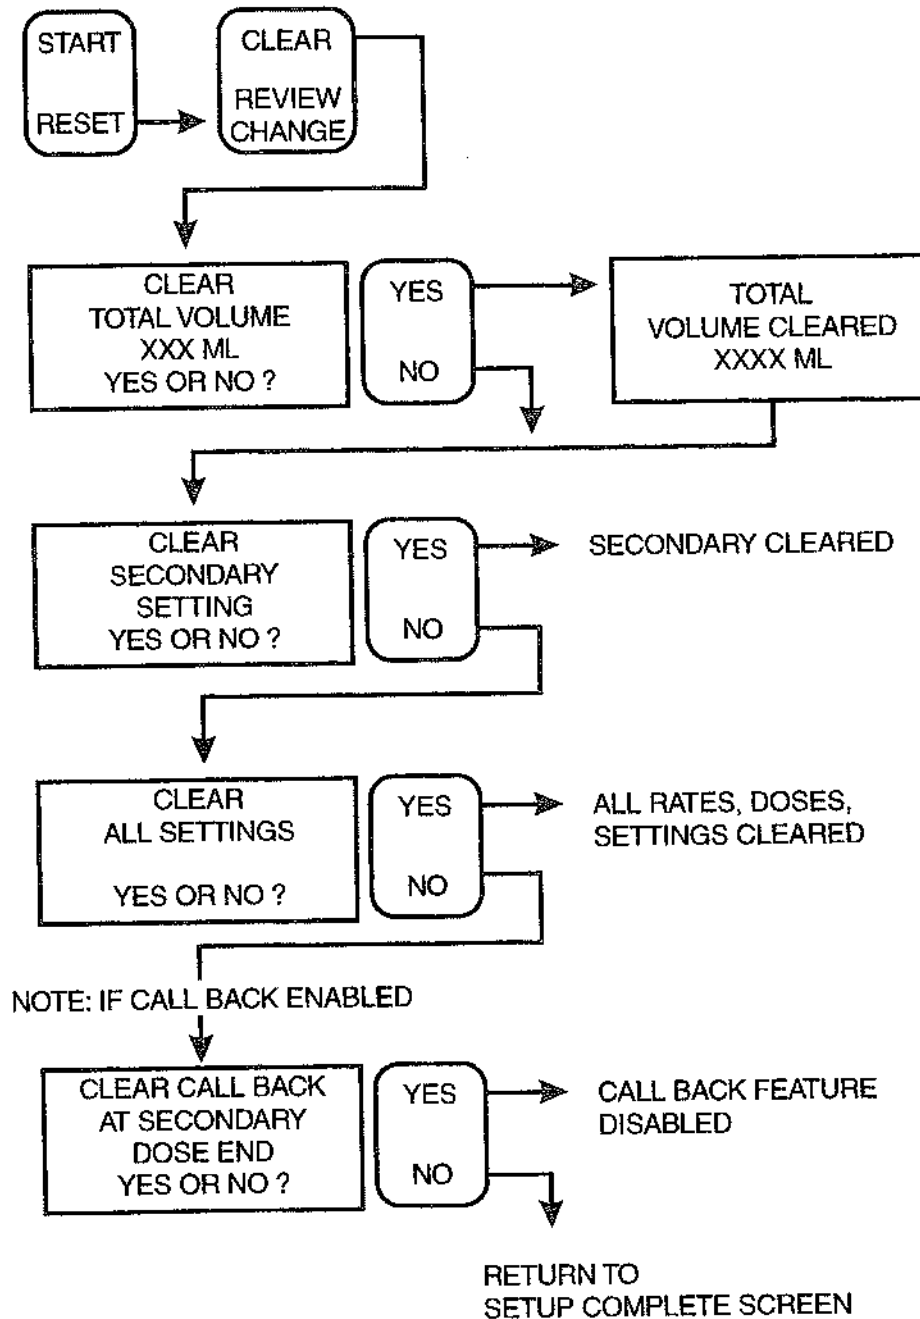 START
RESET
CLEAR
REVIEW
CHANGE
CLEAR
TOTAL VOLUME
XXX ML
YES OR NO ?
YES
NO
TOTAL
VOLUME CLEARED
XXXX ML
CLEAR
SECONDARY
SETTING
YES OR NO ?
YES
NO
SECONDARY CLEARED
CLEAR
ALL SETTINGS
YES OR NO ?
YES
NO
ALL RATES, DOSES,
SETTINGS CLEARED
NOTE: IF CALL BACK ENABLED
CLEAR CALL BACK
AT SECONDARY
DOSE END
YES OR NO ?
YES
NO
CALL BACK FEATURE
DISABLED
RETURN TO
SETUP COMPLETE SCREEN